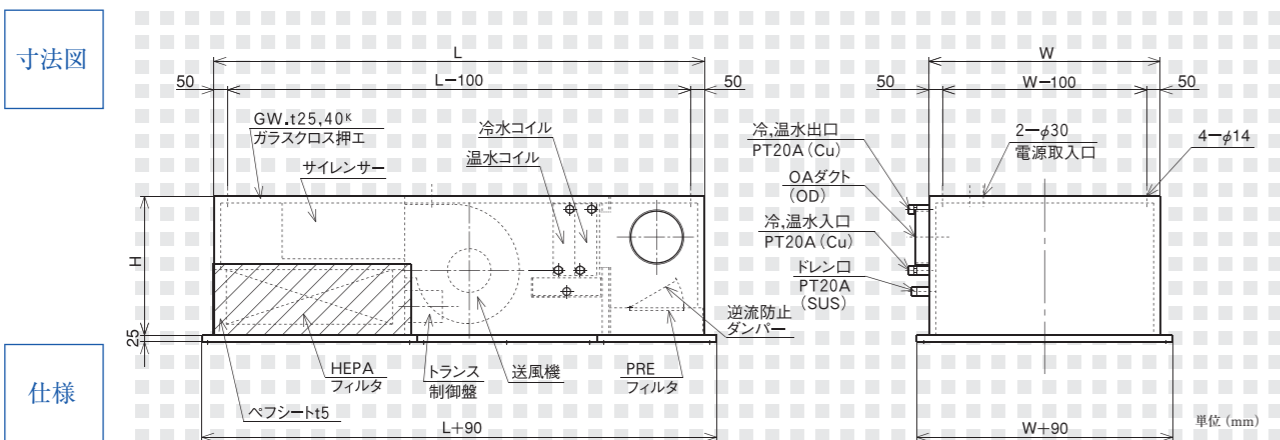 寸法図
L
50
L−100
50
GW.t25,40K
ガラスクロス押エ
サイレンサー
冷水コイル
温水コイル
H
25
HEPA
フィルタ
トランス
制御盤
送風機
PRE
フィルタ
逆流防止
ダンパー
ペフシートt5
L+90
W
50
W−100
50
冷,温水出口
PT20A(Cu)
OAダクト
(OD)
冷,温水入口
PT20A(Cu)
ドレン口
PT20A
(SUS)
2−φ30
電源取入口
4−φ14
W+90
単位(mm)
仕様